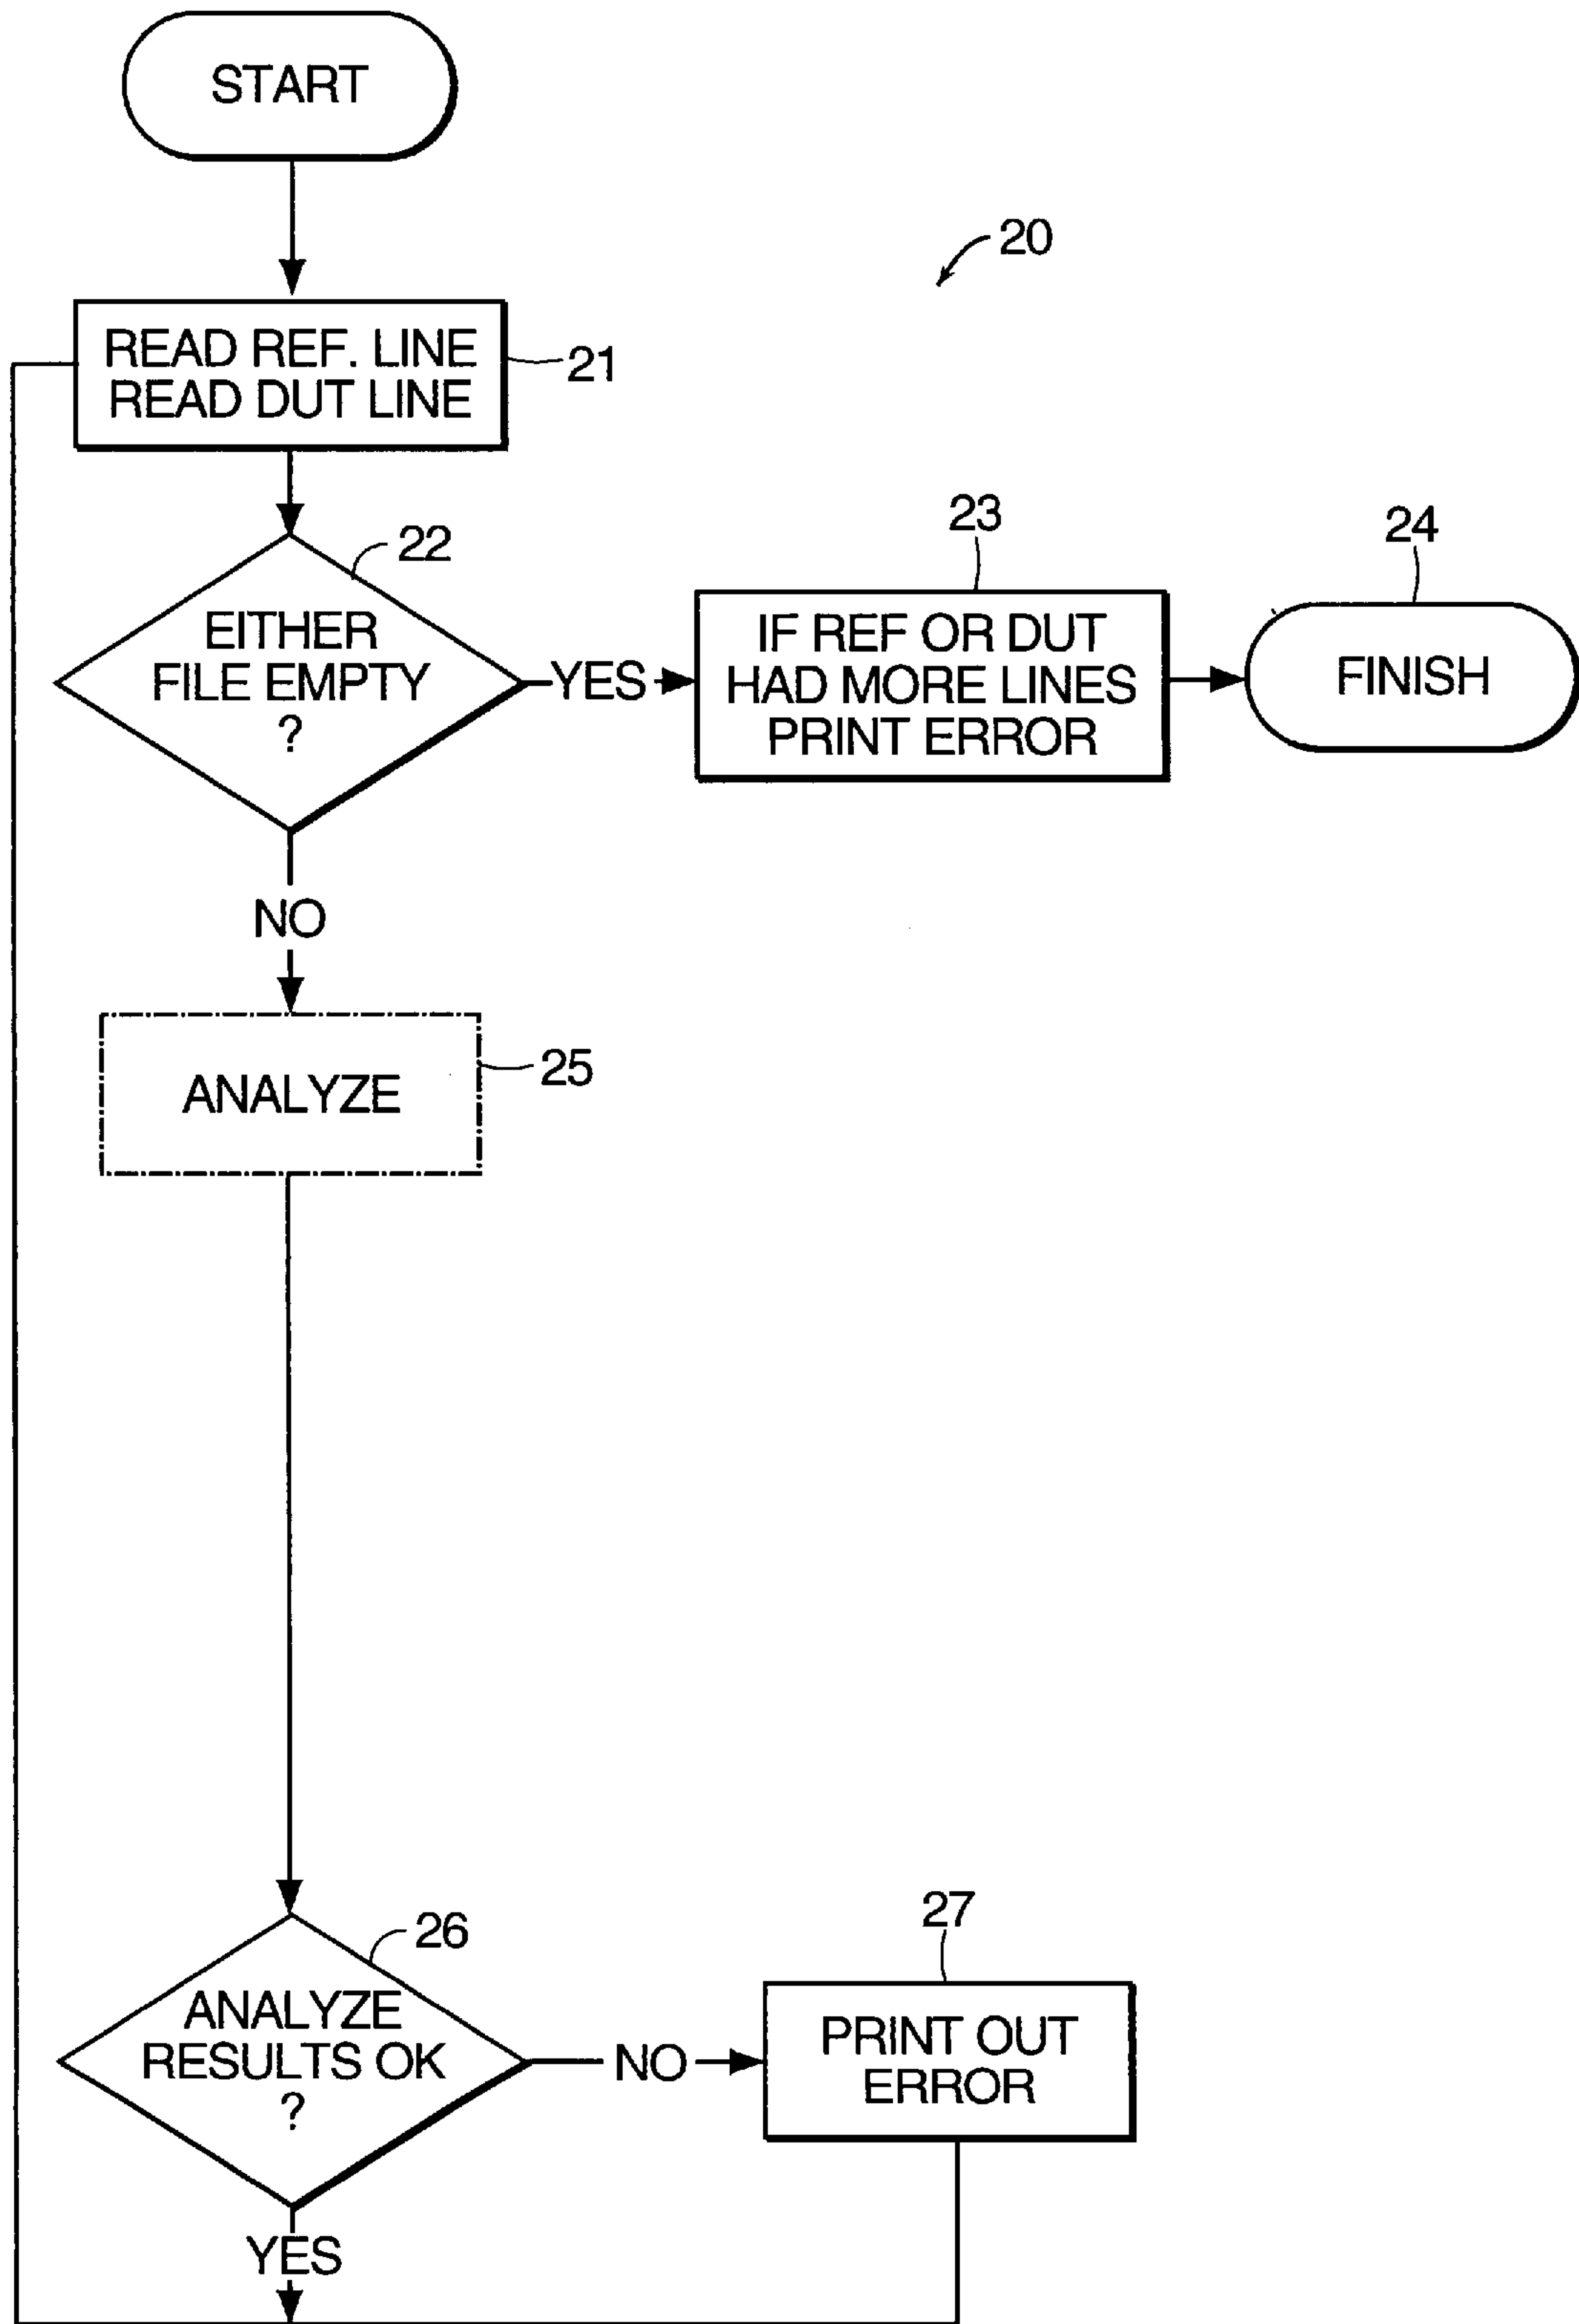 START
20
READ REF. LINE
READ DUT LINE
21
22
EITHER
FILE EMPTY
?
YES
23
IF REF OR DUT
HAD MORE LINES
PRINT ERROR
24
FINISH
NO
ANALYZE
25
26
ANALYZE
RESULTS OK
?
NO
27
PRINT OUT
ERROR
YES